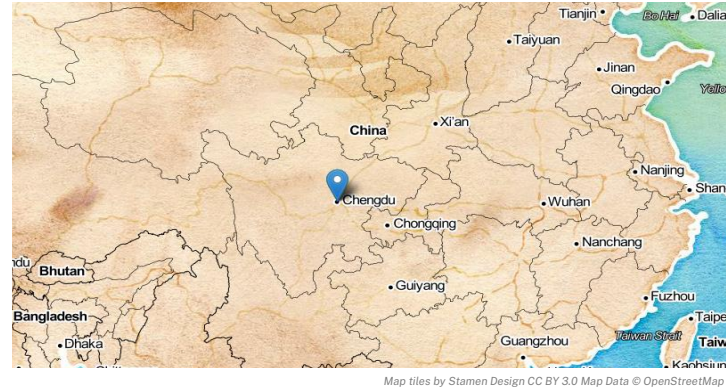 Tianjin
Bo Hai
Dalia
Taiyuan
Jinan
Qingdao
Yello
China
Xi'an
Nanjing
Shan
Chengdu
Wuhan
Chongqing
Nanchang
ndu
Bhutan
Guiyang
Fuzhou
Bangladesh
Taipe
Dhaka
Guangzhou
Taiwan Strait
Taiw
Kaohsiun
Map tiles by Stamen Design CC BY 3.0 Map Data © OpenStreetMap